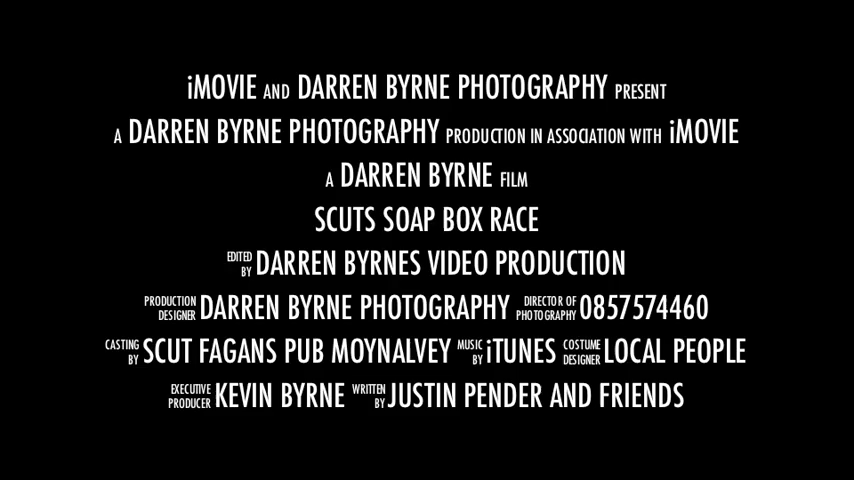 iMOVIE AND DARREN BYRNE PHOTOGRAPHY PRESENT
A DARREN BYRNE PHOTOGRAPHY PRODUCTION IN ASSOCIATION WITH iMOVIE
A DARREN BYRNE FILM
SCUTS SOAP BOX RACE
EDITED BY DARREN BYRNES VIDEO PRODUCTION
PRODUCTION DESIGNER DARREN BYRNE PHOTOGRAPHY DIRECTOR OF PHOTOGRAPHY 0857574460
CASTING BY SCUT FAGANS PUB MOYNALVEY MUSIC BY iTUNES COSTUME DESIGNER LOCAL PEOPLE
EXECUTIVE PRODUCER KEVIN BYRNE WRITTEN BY JUSTIN PENDER AND FRIENDS